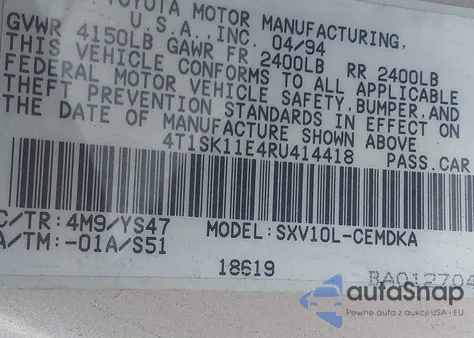 TOYOTA MOTOR MANUFACTURING,
U.S.A., INC. 04/94
GVWR 4150LB GAWR FR 2400LB RR 2400LB
THIS VEHICLE CONFORMS TO ALL APPLICABLE
FEDERAL MOTOR VEHICLE SAFETY, BUMPER, AND
THEFT PREVENTION STANDARDS IN EFFECT ON
THE DATE OF MANUFACTURE SHOWN ABOVE
4T1SK11E4RU414418 PASS.CAR
C/TR: 4M9/YS47 MODEL: SXV10L-CEMDKA
A/TM: -01A/S51
18619 BA012704
autoSnap
Pewne auta z aukcji USA i EU